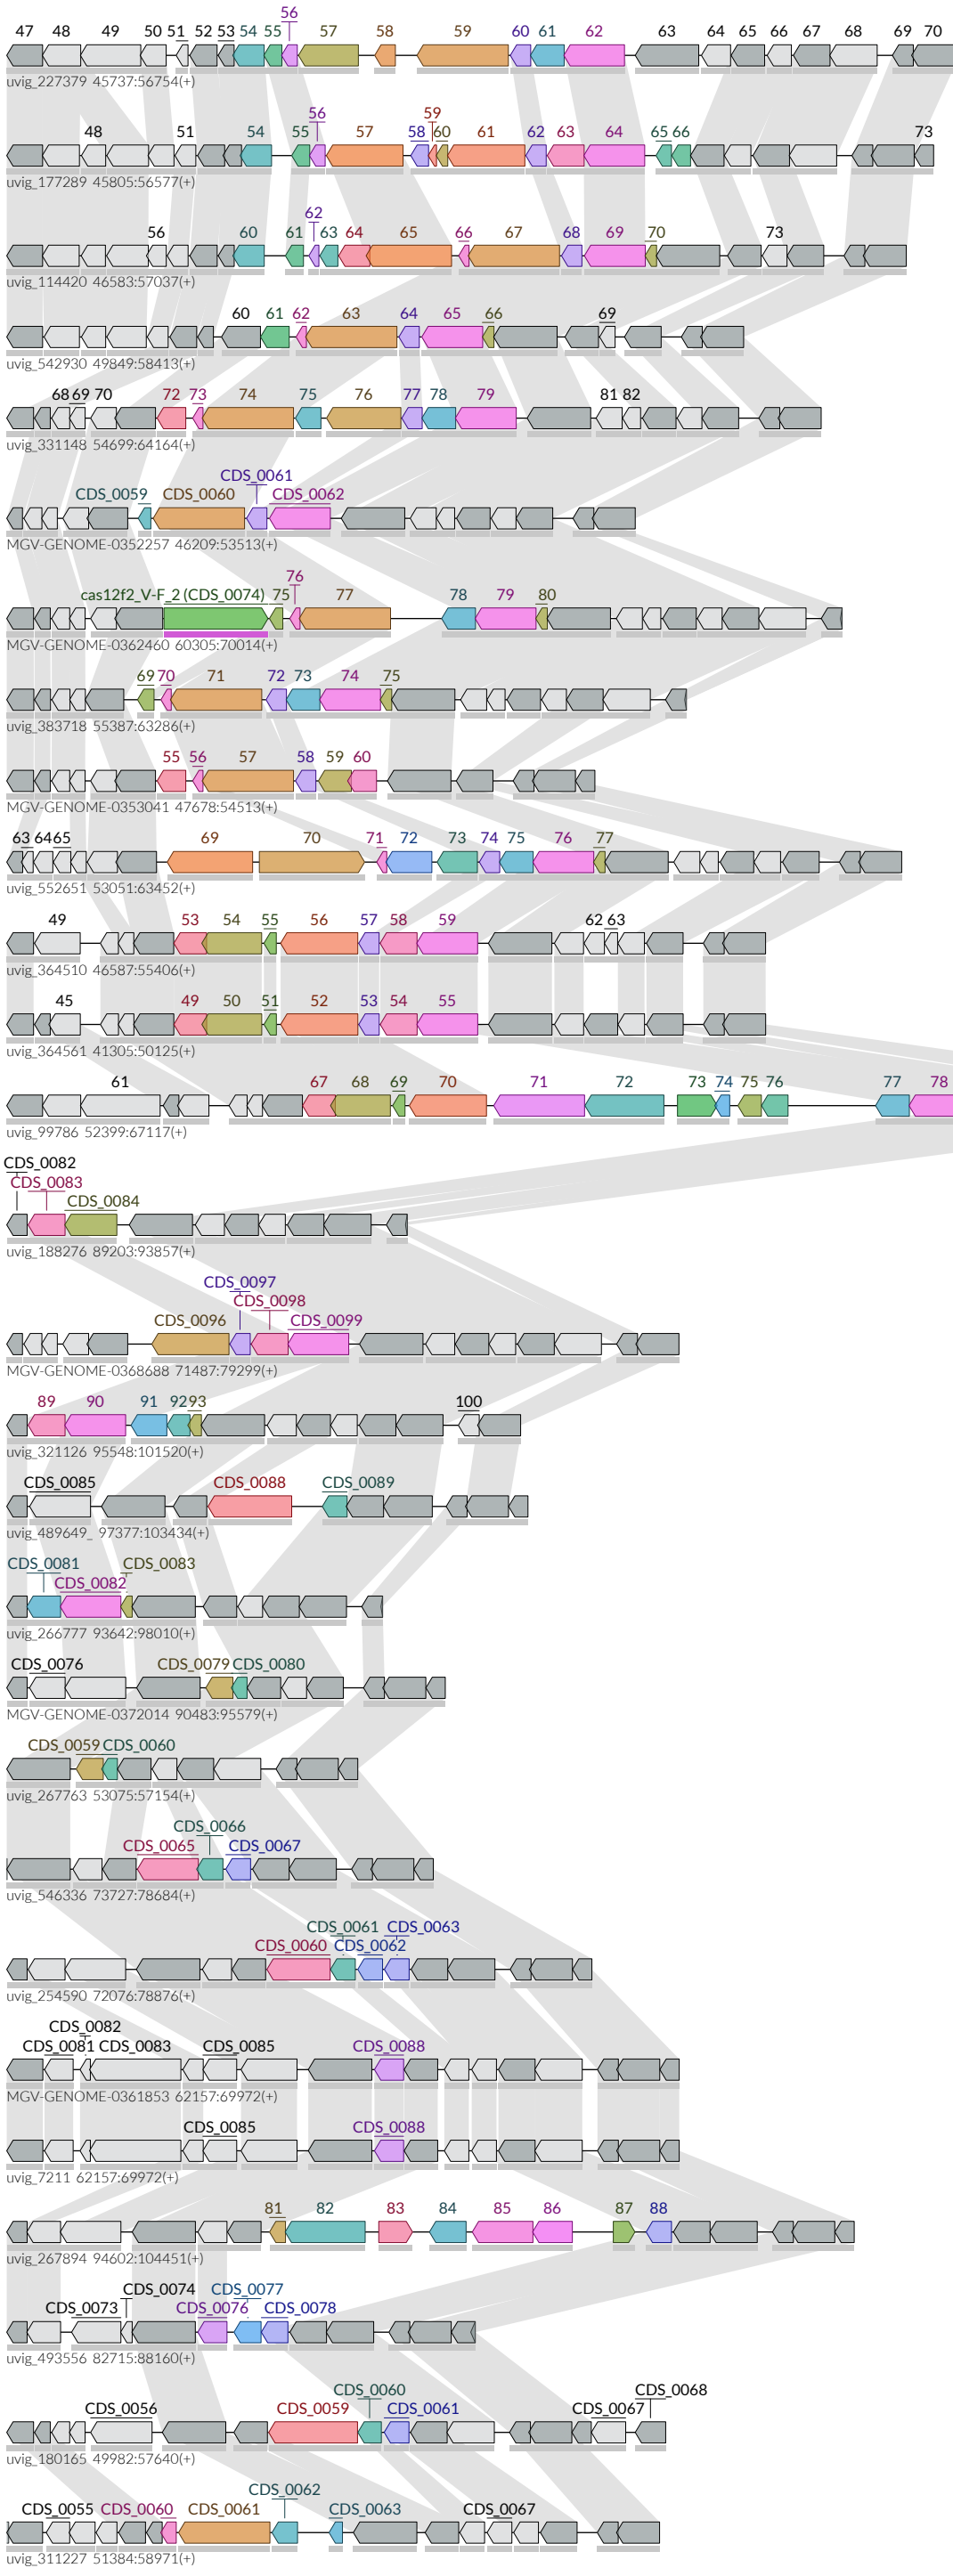 47 48 49 50 51 52 53 54 55 56 57 58 59 60 61 62 63 64 65 66 67 68 69 70
uvig_227379 45737:56754(+)
48 51 54 55 56 57 58 59 60 61 62 63 64 65 66 73
uvig_177289 45805:56577(+)
56 60 61 62 63 64 65 66 67 68 69 70 73
uvig_114420 46583:57037(+)
60 61 62 63 64 65 66 69
uvig_542930 49849:58413(+)
68 69 70 72 73 74 75 76 77 78 79 81 82
uvig_331148 54699:64164(+)
CDS_0059 CDS_0060 CDS_0061 CDS_0062
MGV-GENOME-0352257 46209:53513(+)
cas12f2_V-F_2 (CDS_0074) 75 76 77 78 79 80
MGV-GENOME-0362460 60305:70014(+)
69 70 71 72 73 74 75
uvig_383718 55387:63286(+)
55 56 57 58 59 60
MGV-GENOME-0353041 47678:54513(+)
63 64 65 69 70 71 72 73 74 75 76 77
uvig_552651 53051:63452(+)
49 53 54 55 56 57 58 59 62 63
uvig_364510 46587:55406(+)
45 49 50 51 52 53 54 55
uvig_364561 41305:50125(+)
61 67 68 69 70 71 72 73 74 75 76 77 78
uvig_99786 52399:67117(+)
CDS_0082
CDS_0083
CDS_0084
uvig_188276 89203:93857(+)
CDS_0097
CDS_0098
CDS_0096 CDS_0099
MGV-GENOME-0368688 71487:79299(+)
89 90 91 92 93 100
uvig_321126 95548:101520(+)
CDS_0085 CDS_0088 CDS_0089
uvig_489649_ 97377:103434(+)
CDS_0081 CDS_0083
CDS_0082
uvig_266777 93642:98010(+)
CDS_0076 CDS_0079 CDS_0080
MGV-GENOME-0372014 90483:95579(+)
CDS_0059 CDS_0060
uvig_267763 53075:57154(+)
CDS_0066
CDS_0065 CDS_0067
uvig_546336 73727:78684(+)
CDS_0061 CDS_0063
CDS_0060 CDS_0062
uvig_254590 72076:78876(+)
CDS_0082
CDS_0081 CDS_0083 CDS_0085 CDS_0088
MGV-GENOME-0361853 62157:69972(+)
CDS_0085 CDS_0088
uvig_7211 62157:69972(+)
81 82 83 84 85 86 87 88
uvig_267894 94602:104451(+)
CDS_0074 CDS_0077
CDS_0073 CDS_0076 CDS_0078
uvig_493556 82715:88160(+)
CDS_0060 CDS_0068
CDS_0056 CDS_0059 CDS_0061 CDS_0067
uvig_180165 49982:57640(+)
CDS_0062
CDS_0055 CDS_0060 CDS_0061 CDS_0063 CDS_0067
uvig_311227 51384:58971(+)